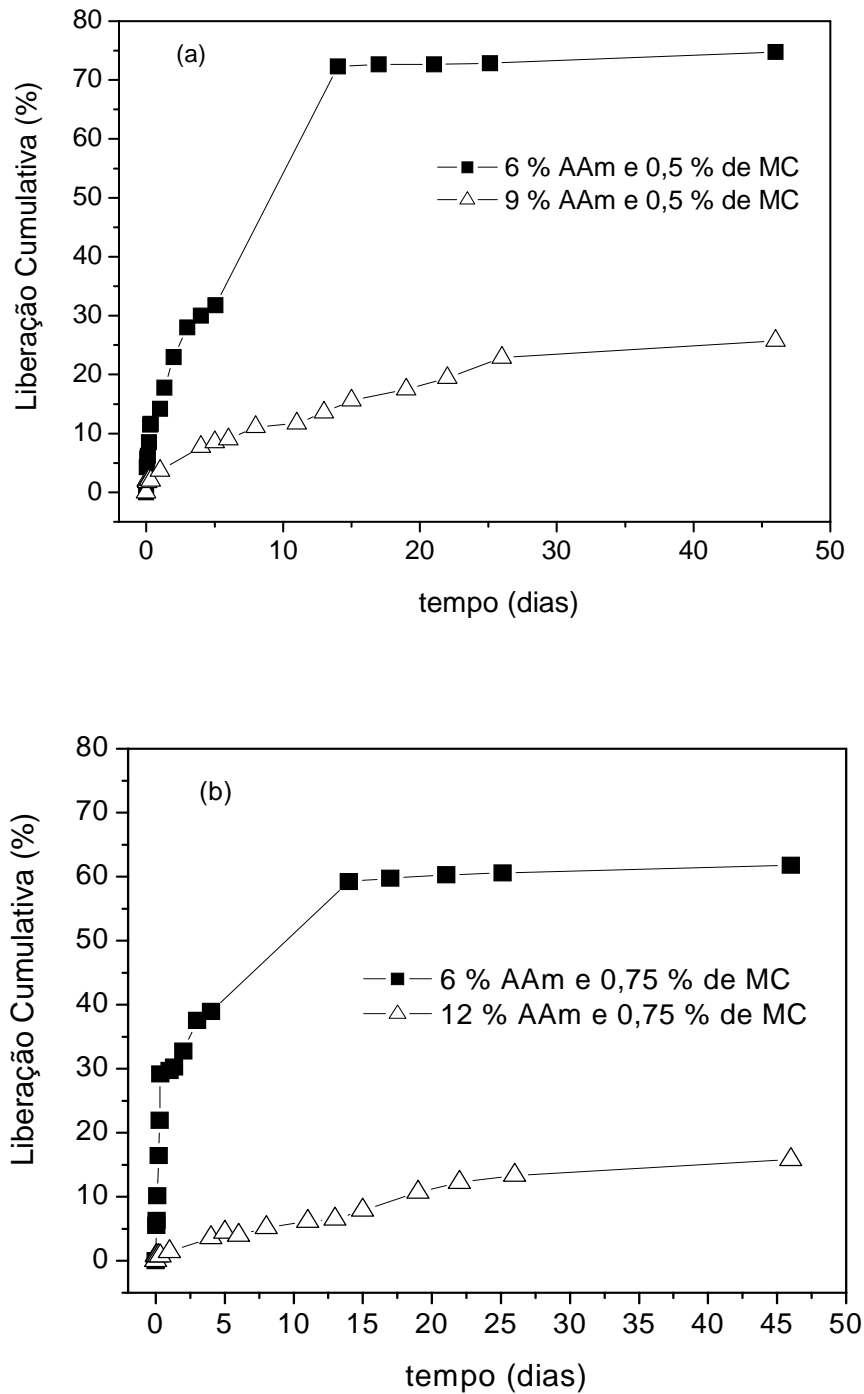 80
70
60
50
40
30
20
10
0
Liberação Cumulativa (%)
(a)
6 % AAm e 0,5 % de MC
9 % AAm e 0,5 % de MC
0 10 20 30 40 50
tempo (dias)
80
70
60
50
40
30
20
10
0
Liberação Cumulativa (%)
(b)
6 % AAm e 0,75 % de MC
12 % AAm e 0,75 % de MC
0 5 10 15 20 25 30 35 40 45 50
tempo (dias)